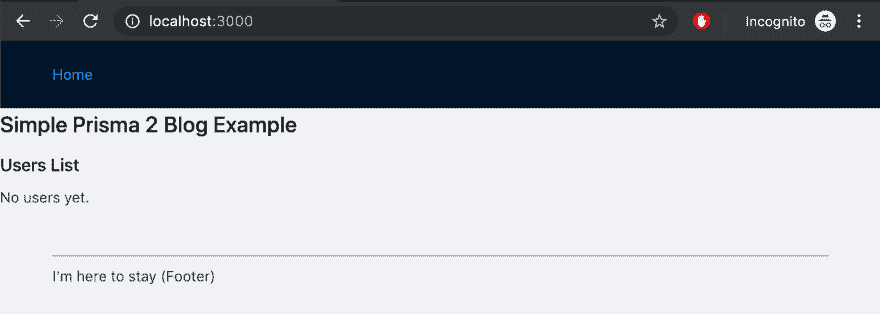 localhost:3000
Incognito
Home
Simple Prisma 2 Blog Example
Users List
No users yet.
I'm here to stay (Footer)